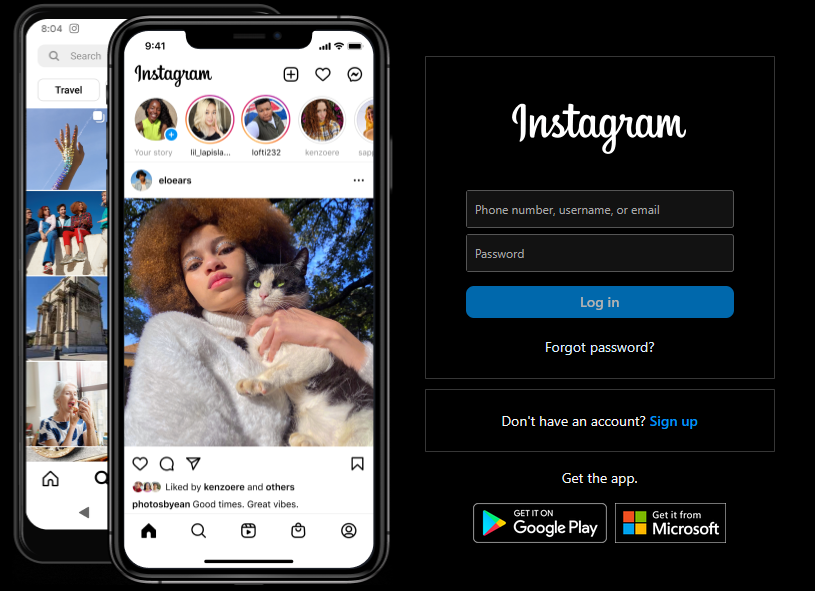 8:04
Search
Travel
9:41
Instagram
Your story
lil_lapisla...
lofti232
kenzoere
eloears
Liked by kenzoere and others
photosbyean Good times. Great vibes.
Instagram
Phone number, username, or email
Password
Log in
Forgot password?
Don't have an account? Sign up
Get the app.
GET IT ON
Google Play
Get it from
Microsoft